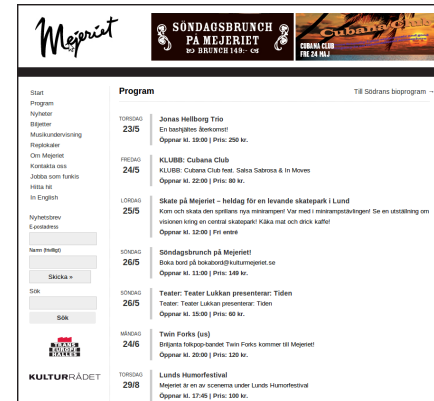 Mejeriet
SÖNDAGSBRUNCH
PÅ MEJERIET
BRUNCH 149:-
Cubana Club
CUBANA CLUB
FRE 24 MAJ
Start
Program
Nyheter
Biljetter
Musikundervisning
Replokaler
Om Mejeriet
Kontakta oss
Jobba som funkis
Hitta hit
In English
Nyhetsbrev
E-postadress
Namn (frivilligt)
Skicka »
Sök
Sök
TRANS
EUROPE
HALLES
KULTURRÅDET
Program
Till Södrans bioprogram →
TORSDAG
23/5
Jonas Hellborg Trio
En bashjältes återkomst!
Öppnar kl. 19:00 | Pris: 250 kr.
FREDAG
24/5
KLUBB: Cubana Club
KLUBB: Cubana Club feat. Salsa Sabrosa & In Moves
Öppnar kl. 22:00 | Pris: 80 kr.
LÖRDAG
25/5
Skate på Mejeriet – heldag för en levande skatepark i Lund
Kom och skata den sprillans nya minirampen! Var med i minirampstävlingen! Se en utställning om
visionen kring en central skatepark! Käka mat och drick kaffe!
Öppnar kl. 12:00 | Fri entré
SÖNDAG
26/5
Söndagsbrunch på Mejeriet!
Boka bord på bokabord@kulturmejeriet.se
Öppnar kl. 11:00 | Pris: 149 kr.
SÖNDAG
26/5
Teater: Teater Lukkan presenterar: Tiden
Teater: Teater Lukkan presenterar: Tiden
Öppnar kl. 15:00 | Pris: 60 kr.
MÅNDAG
24/6
Twin Forks (us)
Briljanta folkpop-bandet Twin Forks kommer till Mejeriet!
Öppnar kl. 20:00 | Pris: 120 kr.
TORSDAG
29/8
Lunds Humorfestival
Mejeriet är en av scenerna under Lunds Humorfestival
Öppnar kl. 17:45 | Pris: 100 kr.